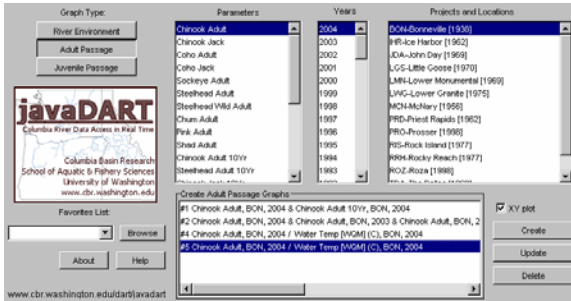 Graph Type:
River Environment
Adult Passage
Juvenile Passage
javaDART
Columbia River Data Access in Real Time
Columbia Basin Research
School of Aquatic & Fishery Sciences
University of Washington
www.cbr.washington.edu
Favorites List:
Browse
About
Help
www.cbr.washington.edu/dart/javadart
Parameters
Chinook Adult
Chinook Jack
Coho Adult
Coho Jack
Sockeye Adult
Steelhead Adult
Steelhead Wild Adult
Chum Adult
Pink Adult
Shad Adult
Chinook Adult 10Yr
Steelhead Adult 10Yr
Years
2004
2003
2002
2001
2000
1999
1998
1997
1996
1995
1994
1993
Projects and Locations
BON-Bonneville [1938]
IHR-Ice Harbor [1962]
JDA-John Day [1969]
LGS-Little Goose [1970]
LMN-Lower Monumental [1969]
LWG-Lower Granite [1975]
MCN-McNary [1956]
PRD-Priest Rapids [1962]
PRO-Prosser [1998]
RIS-Rock Island [1977]
RRH-Rocky Reach [1977]
ROZ-Roza [1998]
Create Adult Passage Graphs
#1 Chinook Adult, BON, 2004 & Chinook Adult 10Yr, BON, 2004
#2 Chinook Adult, BON, 2004 & Chinook Adult, BON, 2003 & Chinook Adult, BON, 2
#4 Chinook Adult, BON, 2004 / Water Temp [WQM] (C), BON, 2004
#5 Chinook Adult, BON, 2004 / Water Temp [WQM] (C), BON, 2004
XY plot
Create
Update
Delete